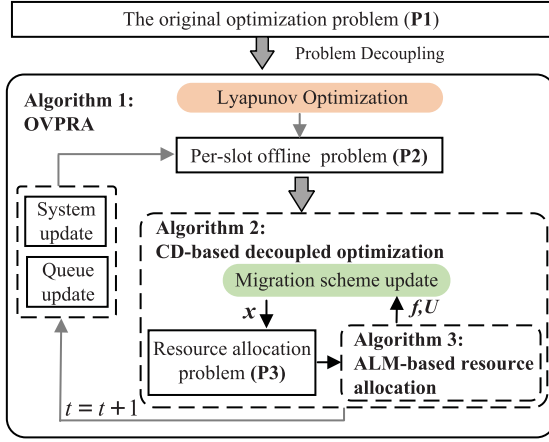 The original optimization problem (P1)
Problem Decoupling
Algorithm 1:
OVPRA
Lyapunov Optimization
Per-slot offline problem (P2)
System
update
Queue
update
Algorithm 2:
CD-based decoupled optimization
Migration scheme update
x
f,U
Resource allocation
problem (P3)
Algorithm 3:
ALM-based resource
allocation
t = t + 1